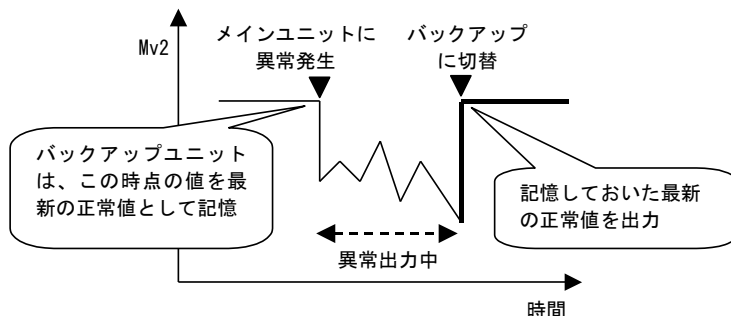 Mv2
メインユニットに
異常発生
バックアップ
に切替
バックアップユニット
は、この時点の値を最
新の正常値として記憶
記憶しておいた最新
の正常値を出力
異常出力中
時間